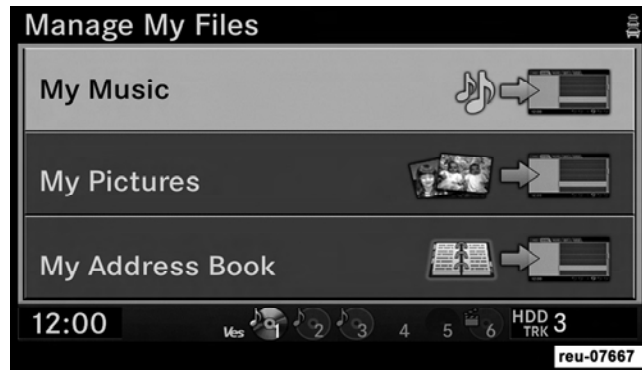 Manage My Files
My Music
My Pictures
My Address Book
12:00 Ves 1 2 3 4 5 6 HDD TRK 3
reu-07667